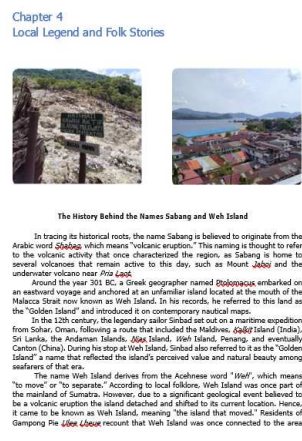 Chapter 4
Local Legend and Folk Stories
The History Behind the Names Sabang and Weh Island
In tracing its historical roots, the name Sabang is believed to originate from the
Arabic word Shabag, which means “volcanic eruption.” This naming is thought to refer
to the volcanic activity that once characterized the region, as Sabang is home to
several volcanoes that remain active to this day, such as Mount Jaboi and the
underwater volcano near Pria Laot.
Around the year 301 BC, a Greek geographer named Ptolomeus embarked on
an eastward voyage and anchored at an unfamiliar island located at the mouth of the
Malacca Strait now known as Weh Island. In his records, he referred to this land as
the “Golden Island” and introduced it on contemporary nautical maps.
In the 12th century, the legendary sailor Sinbad set out on a maritime expedition
from Sohar, Oman, following a route that included the Maldives, Island (India),
Sri Lanka, the Andaman Islands, Nias Island, Weh Island, Penang, and eventually
Canton (China). During his stop at Weh Island, Sinbad also referred to it as the “Golden
Island” a name that reflected the island’s perceived value and natural beauty among
seafarers of that era.
The name Weh Island derives from the Acehnese word "Weh", which means
"to move" or "to separate." According to local folklore, Weh Island was once part of
the mainland of Sumatra. However, due to a significant geological event believed to
be a volcanic eruption the island detached and shifted to its current location. Hence,
it came to be known as Weh Island, meaning "the island that moved." Residents of
Gampong Pie recount that Weh Island was once connected to the area